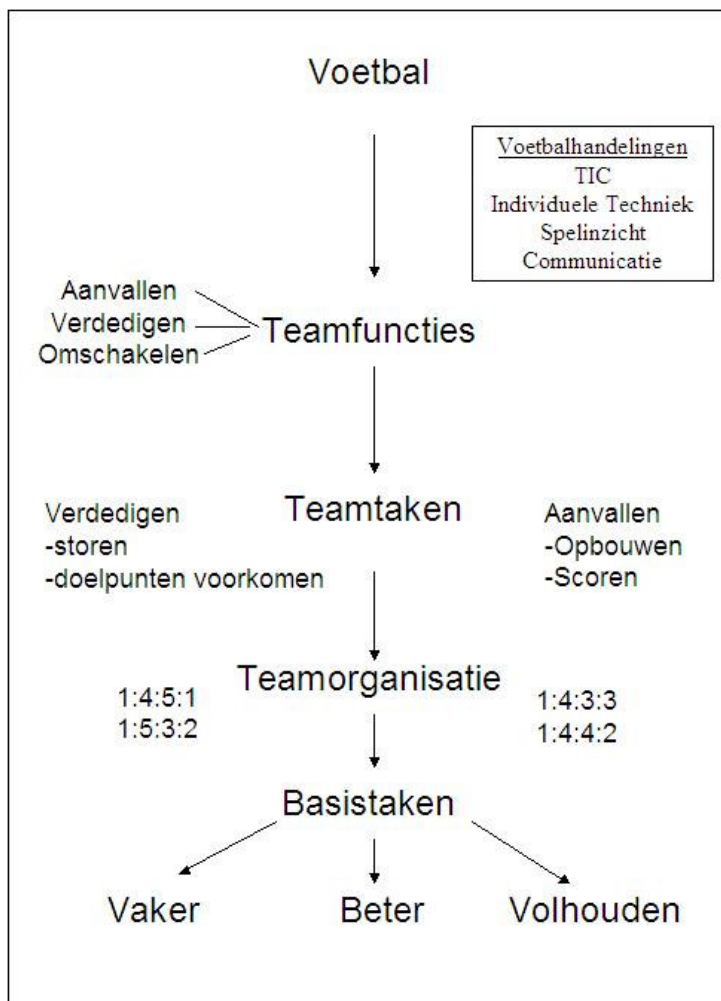 Voetbal
Voetbalhandelingen
TIC
Individuele Techniek
Spelinzicht
Communicatie
Aanvallen
Verdedigen
Omschakelen
Teamfuncties
Teamtaken
Verdedigen
-storen
-doelpunten voorkomen
Aanvallen
-Opbouwen
-Scoren
Teamorganisatie
1:4:5:1
1:5:3:2
1:4:3:3
1:4:4:2
Basistaken
Vaker
Beter
Volhouden